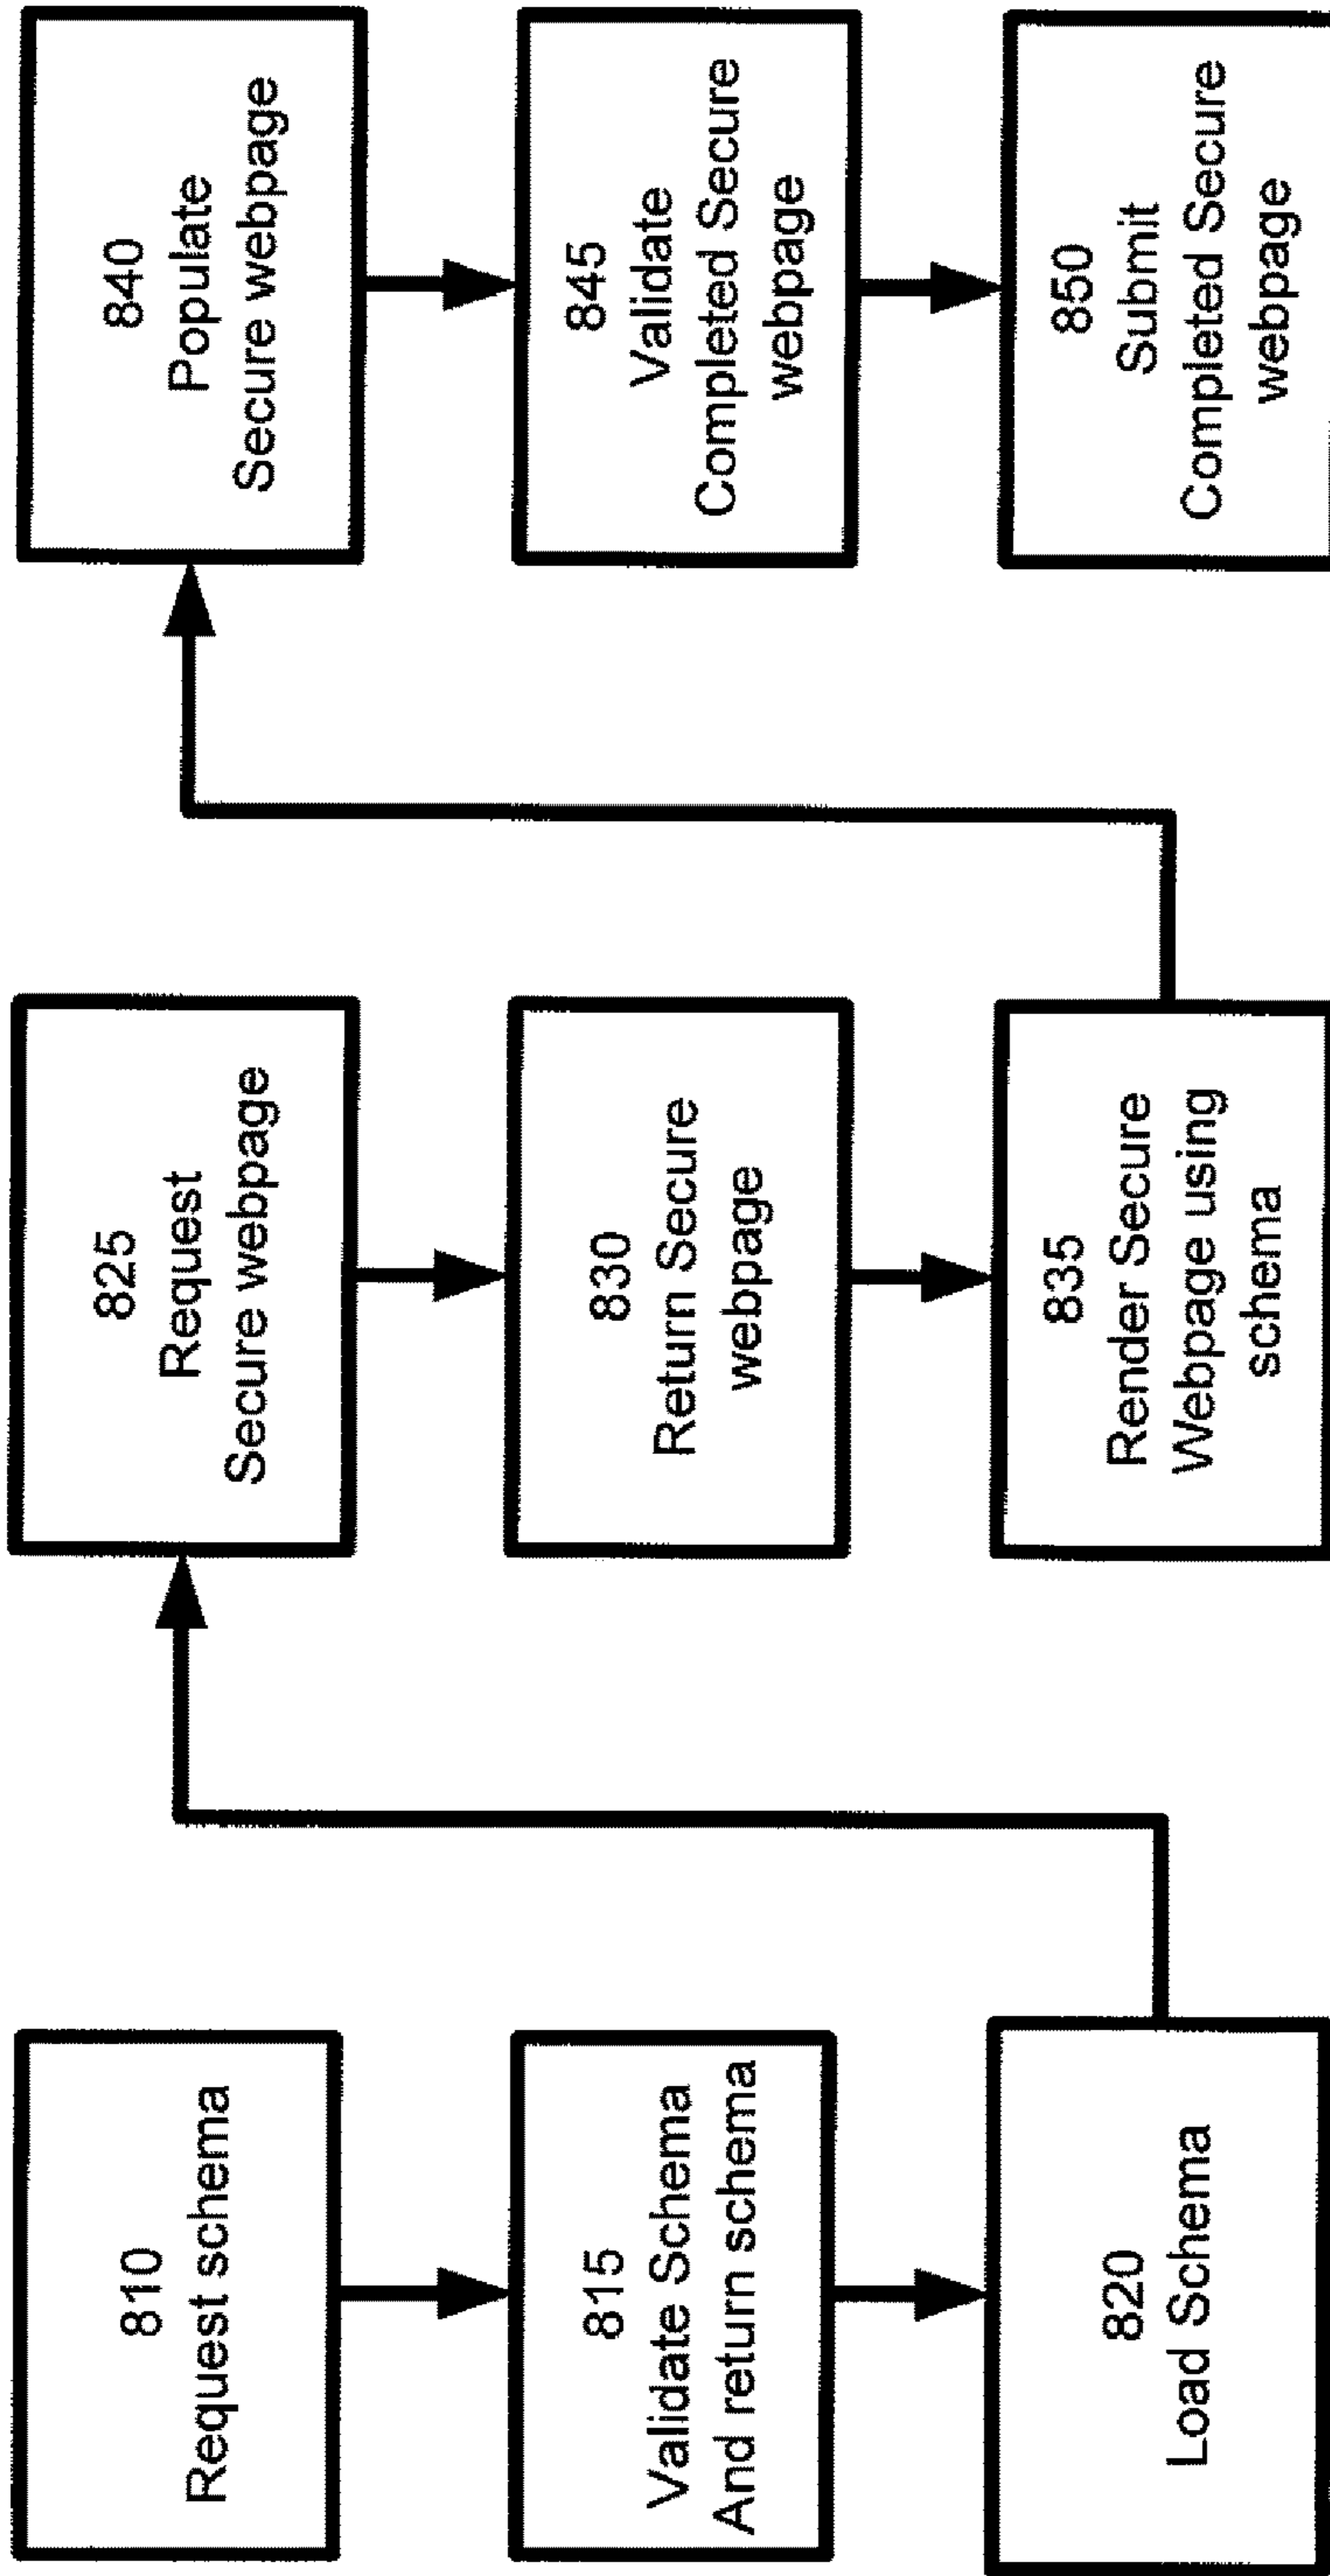 810
Request schema
815
Validate Schema
And return schema
820
Load Schema
825
Request
Secure webpage
830
Return Secure
webpage
835
Render Secure
Webpage using
schema
840
Populate
Secure webpage
845
Validate
Completed Secure
webpage
850
Submit
Completed Secure
webpage